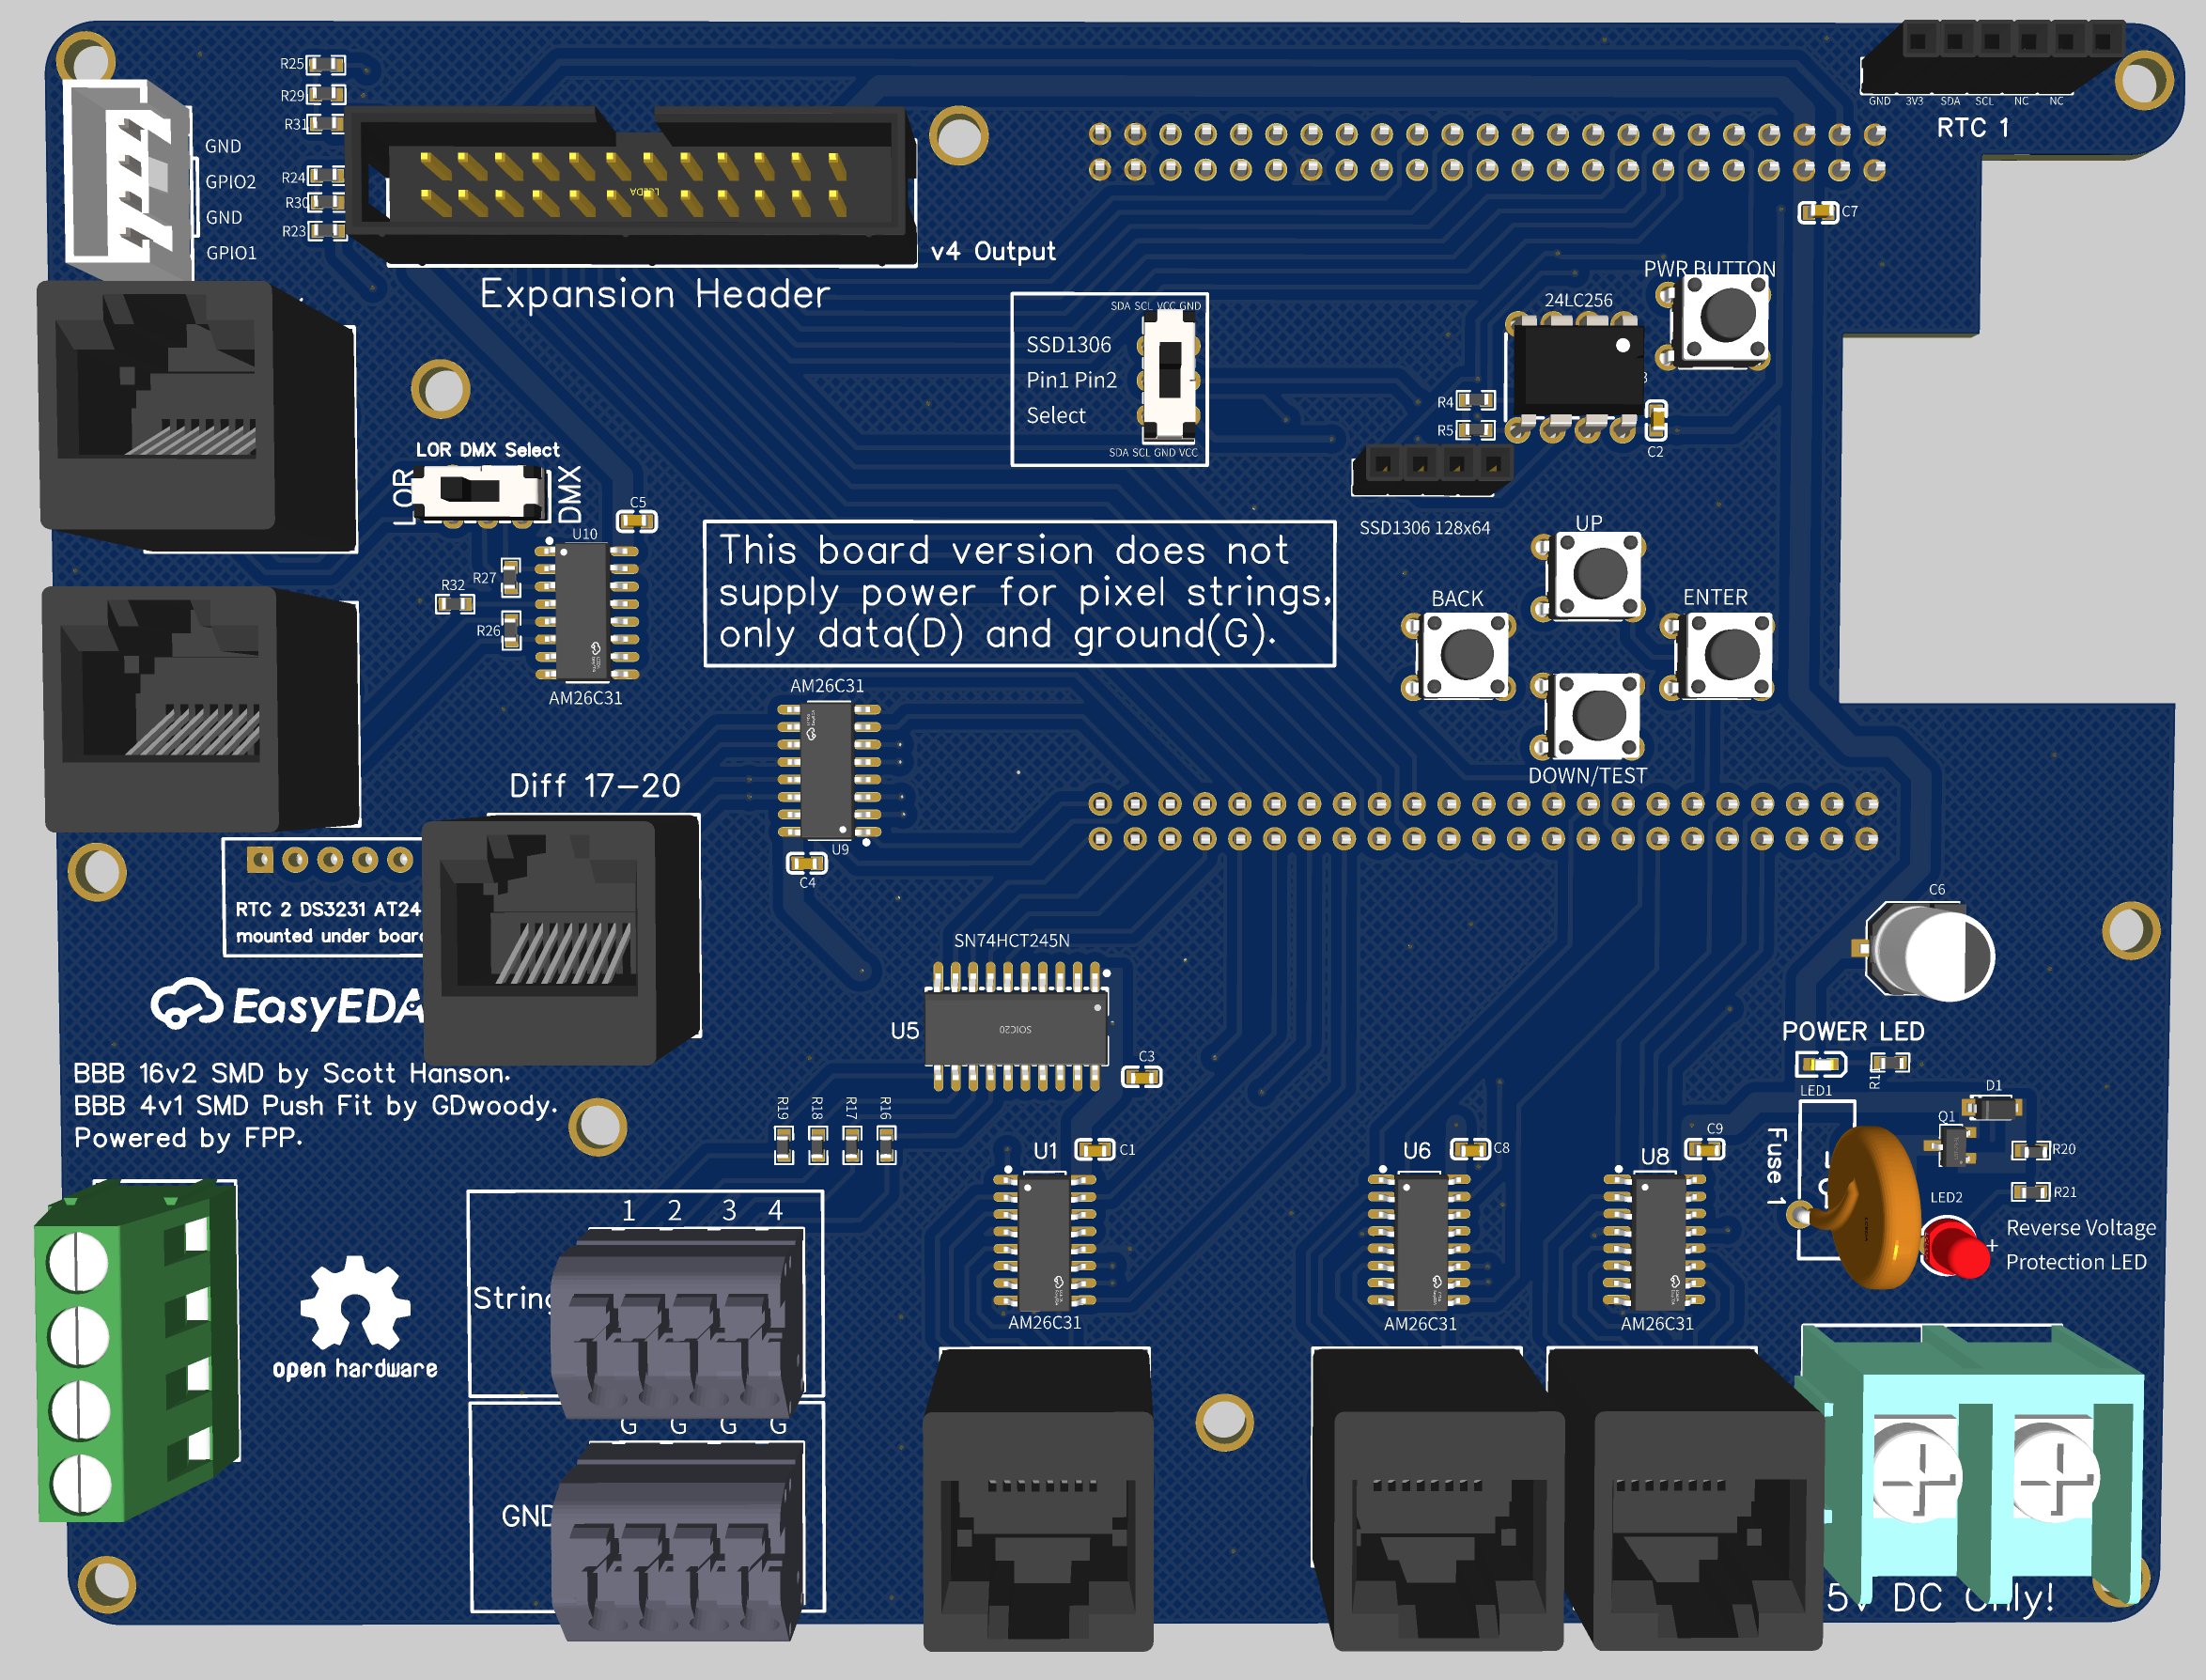 R25
R29
R31
R24
R30
R23
GND
GPIO2
GND
GPIO1
Expansion Header
v4 Output
GND 3V3 SDA SCL NC NC
RTC 1
C7
PWR BUTTON
24LC256
SDA SCL VCC GND
SSD1306
Pin1 Pin2
Select
SDA SCL GND VCC
R4
R5
C2
SSD1306 128x64
LOR DMX Select
LOR
DMX
C5
U10
R27
R32
R26
AM26C31
This board version does not
supply power for pixel strings,
only data(D) and ground(G).
UP
BACK
ENTER
DOWN/TEST
AM26C31
U9
C4
Diff 17-20
RTC 2 DS3231 AT24
mounted under board
EasyEDA
BBB 16v2 SMD by Scott Hanson.
BBB 4v1 SMD Push Fit by GDwoody.
Powered by FPP.
SN74HCT245N
U5
SOIC20
C3
C6
POWER LED
LED1
R1
D1
Q1
R20
R21
Fuse 1
LED2
Reverse Voltage
Protection LED
R19
R18
R17
R16
U1
C1
U6
C8
U8
C9
AM26C31
AM26C31
AM26C31
1 2 3 4
String
G G G G
GND
open hardware
5V DC Only!